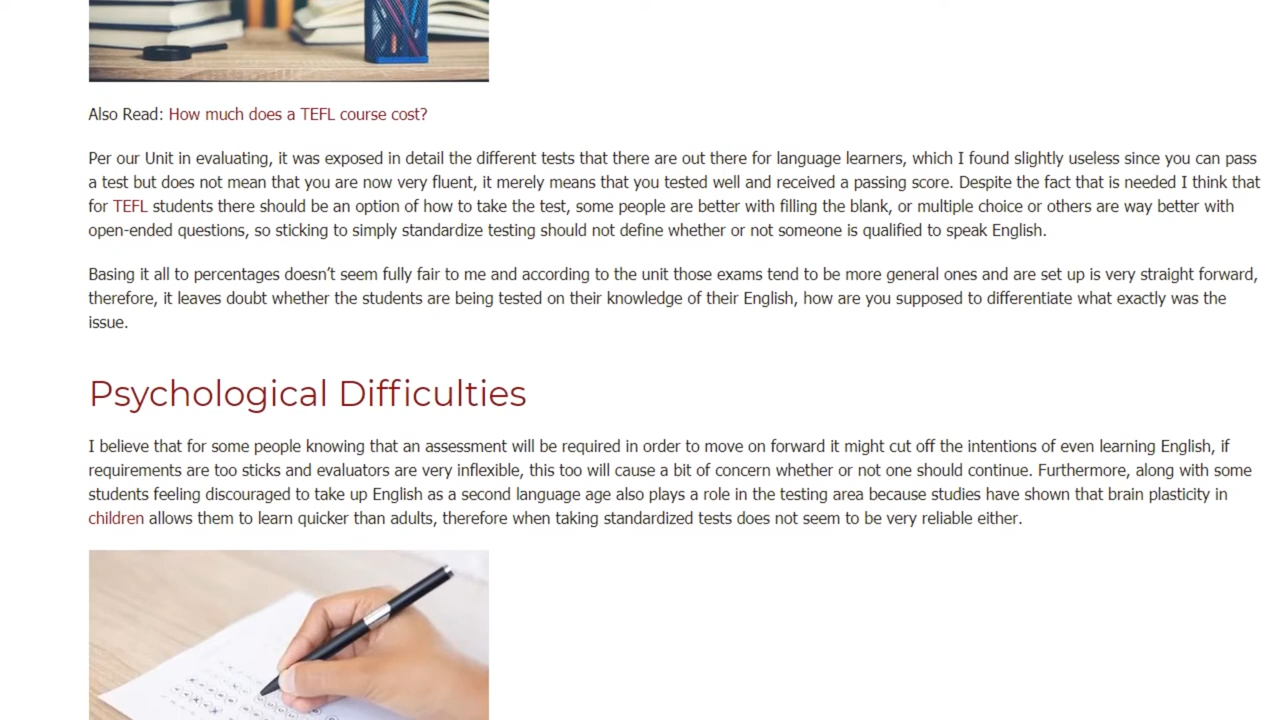 Also Read: How much does a TEFL course cost?
Per our Unit in evaluating, it was exposed in detail the different tests that there are out there for language learners, which I found slightly useless since you can pass
a test but does not mean that you are now very fluent, it merely means that you tested well and received a passing score. Despite the fact that is needed I think that
for TEFL students there should be an option of how to take the test, some people are better with filling the blank, or multiple choice or others are way better with
open-ended questions, so sticking to simply standardize testing should not define whether or not someone is qualified to speak English.
Basing it all to percentages doesn’t seem fully fair to me and according to the unit those exams tend to be more general ones and are set up is very straight forward,
therefore, it leaves doubt whether the students are being tested on their knowledge of their English, how are you supposed to differentiate what exactly was the
issue.
Psychological Difficulties
I believe that for some people knowing that an assessment will be required in order to move on forward it might cut off the intentions of even learning English, if
requirements are too sticks and evaluators are very inflexible, this too will cause a bit of concern whether or not one should continue. Furthermore, along with some
students feeling discouraged to take up English as a second language age also plays a role in the testing area because studies have shown that brain plasticity in
children allows them to learn quicker than adults, therefore when taking standardized tests does not seem to be very reliable either.